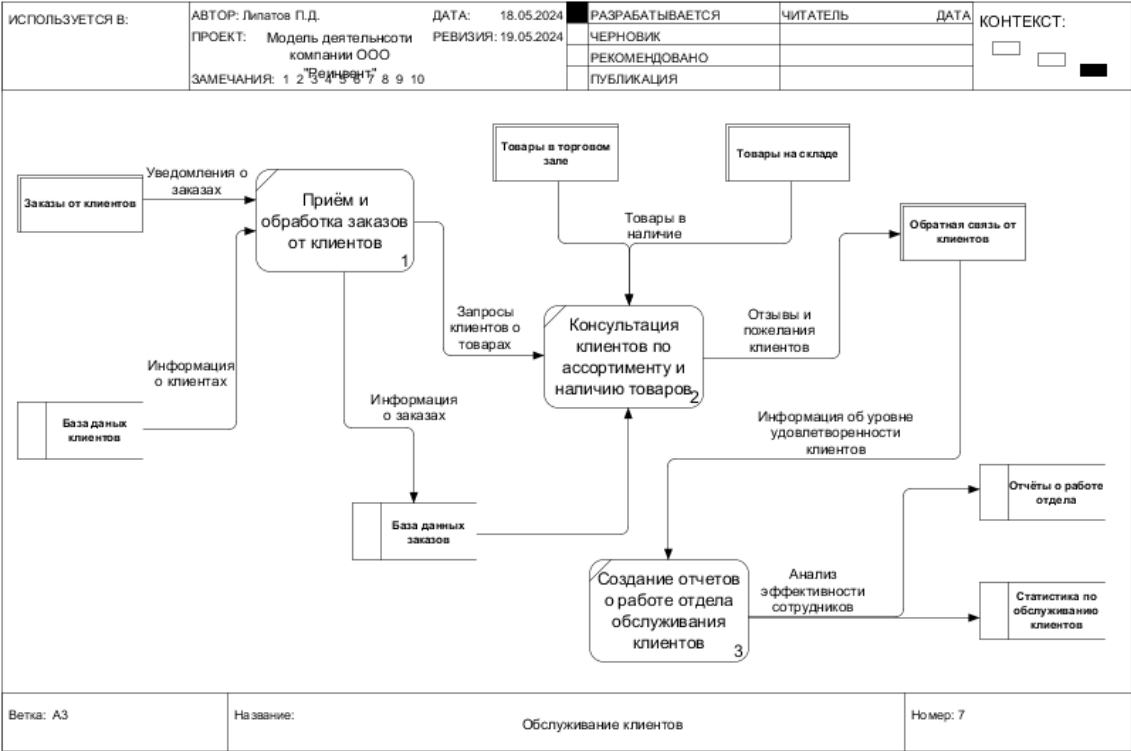 ИСПОЛЬЗУЕТСЯ В:
АВТОР: Липатов П.Д.
ДАТА: 18.05.2024
ПРОЕКТ: Модель деятельнсоти
компании ООО
"Реинвент"
РЕВИЗИЯ: 19.05.2024
ЗАМЕЧАНИЯ: 1 2 3 4 5 6 7 8 9 10
РАЗРАБАТЫВАЕТСЯ
ЧЕРНОВИК
РЕКОМЕНДОВАНО
ПУБЛИКАЦИЯ
ЧИТАТЕЛЬ
ДАТА
КОНТЕКСТ:
Товары в торговом
зале
Товары на складе
Уведомления о
заказах
Заказы от клиентов
Приём и
обработка заказов
от клиентов
1
Товары в
наличие
Обратная связь от
клиентов
Запросы
клиентов о
товарах
Консультация
клиентов по
ассортименту и
наличию товаров
2
Отзывы и
пожелания
клиентов
Информация
о клиентах
База даных
клиентов
Информация
о заказах
Информация об уровне
удовлетворенности
клиентов
База данных
заказов
Отчёты о работе
отдела
Создание отчетов
о работе отдела
обслуживания
клиентов
3
Анализ
эффективности
сотрудников
Статистика по
обслуживанию
клиентов
Ветка: A3
Название:
Обслуживание клиентов
Номер: 7